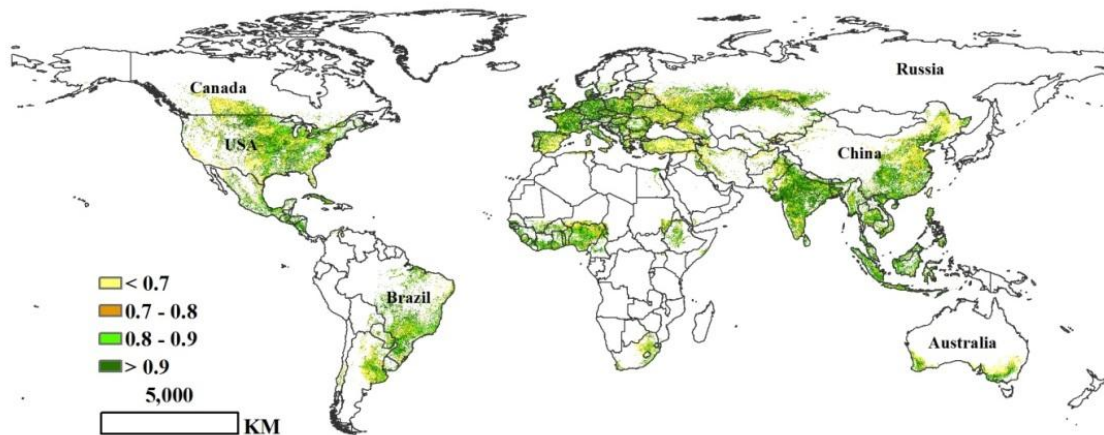 Russia
Canada
USA
China
Brazil
Australia
< 0.7
0.7 - 0.8
0.8 - 0.9
> 0.9
5,000
KM